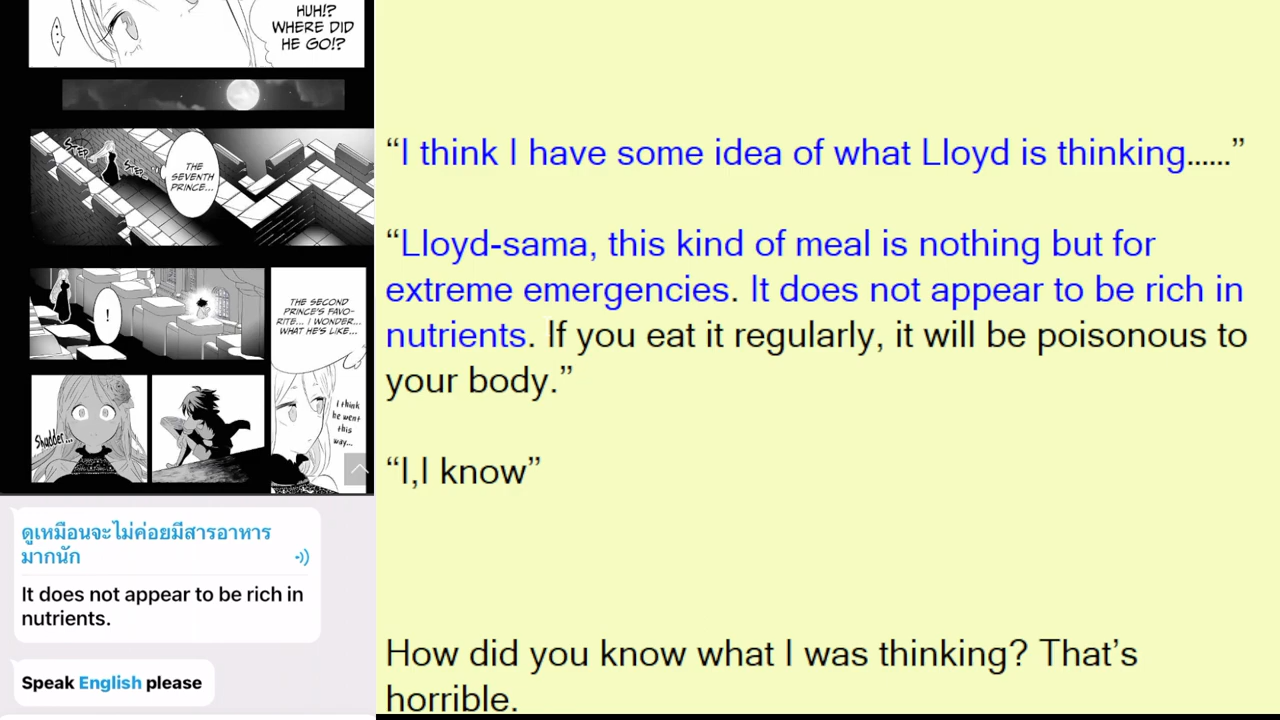 HUH!?
WHERE DID
HE GO!?
STEP
STEP...
THE
SEVENTH
PRINCE...
!
THE SECOND
PRINCE'S FAVO-
RITE... I WONDER...
WHAT HE'S LIKE...
I think
he went
this
way...
Shudder...
ดูเหมือนจะไม่ค่อยมีสารอาหาร
มากนัก
It does not appear to be rich in
nutrients.
Speak English please
“I think I have some idea of what Lloyd is thinking......”
“Lloyd-sama, this kind of meal is nothing but for
extreme emergencies. It does not appear to be rich in
nutrients. If you eat it regularly, it will be poisonous to
your body.”
“I,I know”
How did you know what I was thinking? That’s
horrible.